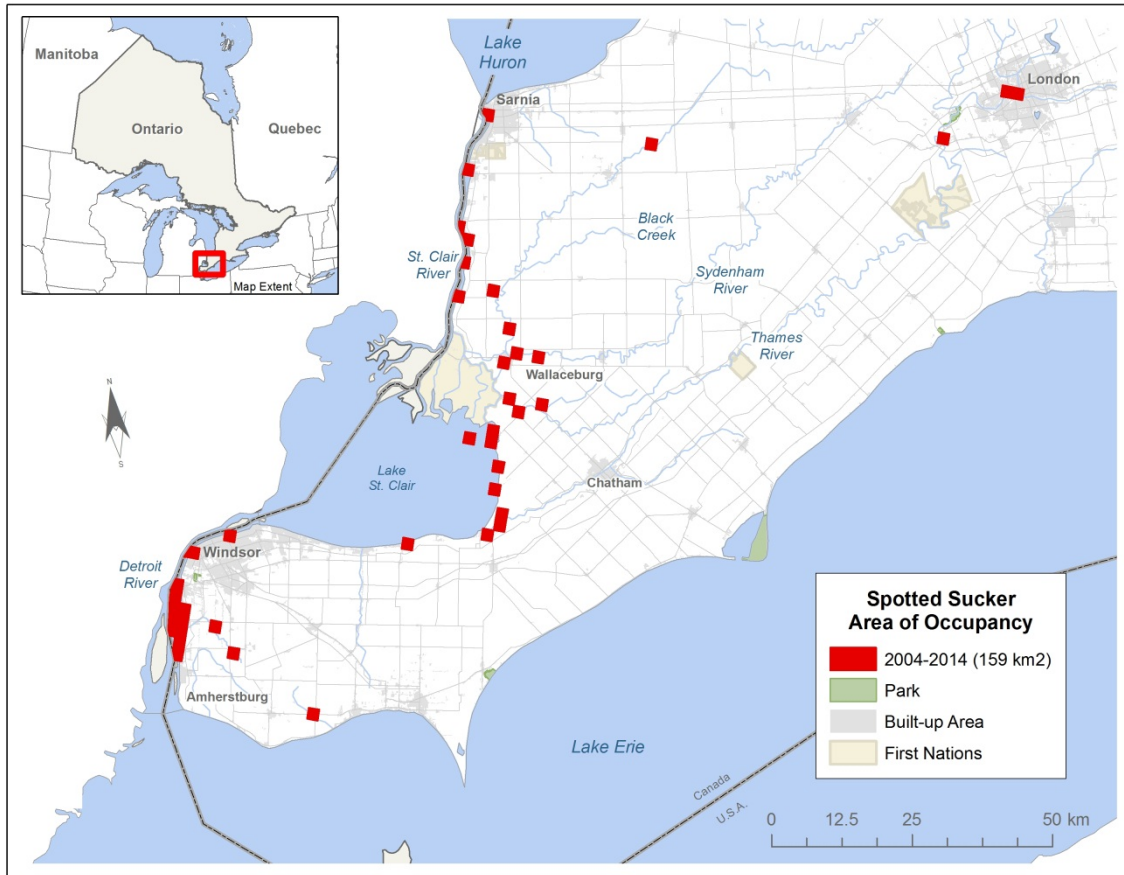 Manitoba
Ontario
Quebec
Map Extent
Lake
Huron
Sarnia
London
Black
Creek
St. Clair
River
Sydenham
River
Thames
River
Wallaceburg
N
S
Lake
St. Clair
Chatham
Windsor
Detroit
River
Amherstburg
Lake Erie
Canada
U.S.A.
Spotted Sucker
Area of Occupancy
2004-2014 (159 km2)
Park
Built-up Area
First Nations
0 12.5 25 50 km